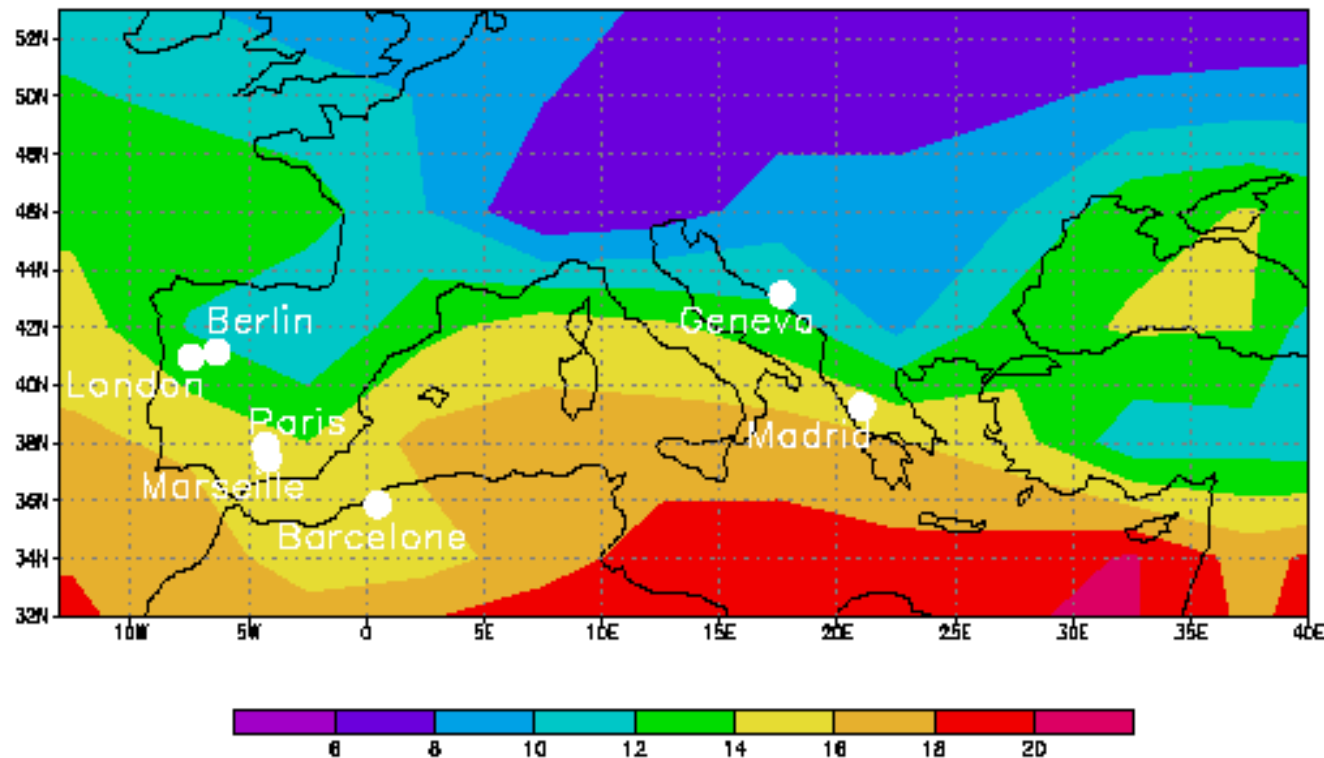 52N
50N
48N
46N
44N
Geneva
42N
Berlin
40N
London
Paris
38N
Madrid
Marseille
36N
Barcelone
34N
32N
10W 5W 0 5E 10E 15E 20E 25E 30E 35E 40E
6 8 10 12 14 16 18 20